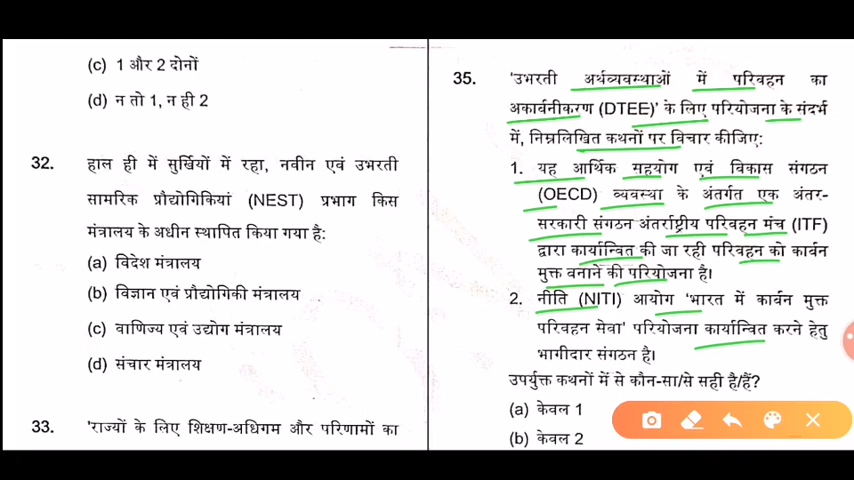 (c) 1 और 2 दोनों
(d) न तो 1, न ही 2
32. हाल ही में सुर्खियों में रहा, नवीन एवं उभरती
सामरिक प्रौद्योगिकियां (NEST) प्रभाग किस
मंत्रालय के अधीन स्थापित किया गया है:
(a) विदेश मंत्रालय
(b) विज्ञान एवं प्रौद्योगिकी मंत्रालय
(c) वाणिज्य एवं उद्योग मंत्रालय
(d) संचार मंत्रालय
33. 'राज्यों के लिए शिक्षण-अधिगम और परिणामों का
35. 'उभरती अर्थव्यवस्थाओं में परिवहन का
अकार्बनीकरण (DTEE)' के लिए परियोजना के संदर्भ
में, निम्नलिखित कथनों पर विचार कीजिए:
1. यह आर्थिक सहयोग एवं विकास संगठन
(OECD) व्यवस्था के अंतर्गत एक अंतर-
सरकारी संगठन अंतर्राष्ट्रीय परिवहन मंच (ITF)
द्वारा कार्यान्वित की जा रही परिवहन को कार्बन
मुक्त बनाने की परियोजना है।
2. नीति (NITI) आयोग 'भारत में कार्बन मुक्त
परिवहन सेवा' परियोजना कार्यान्वित करने हेतु
भागीदार संगठन है।
उपर्युक्त कथनों में से कौन-सा/से सही है/हैं?
(a) केवल 1
(b) केवल 2